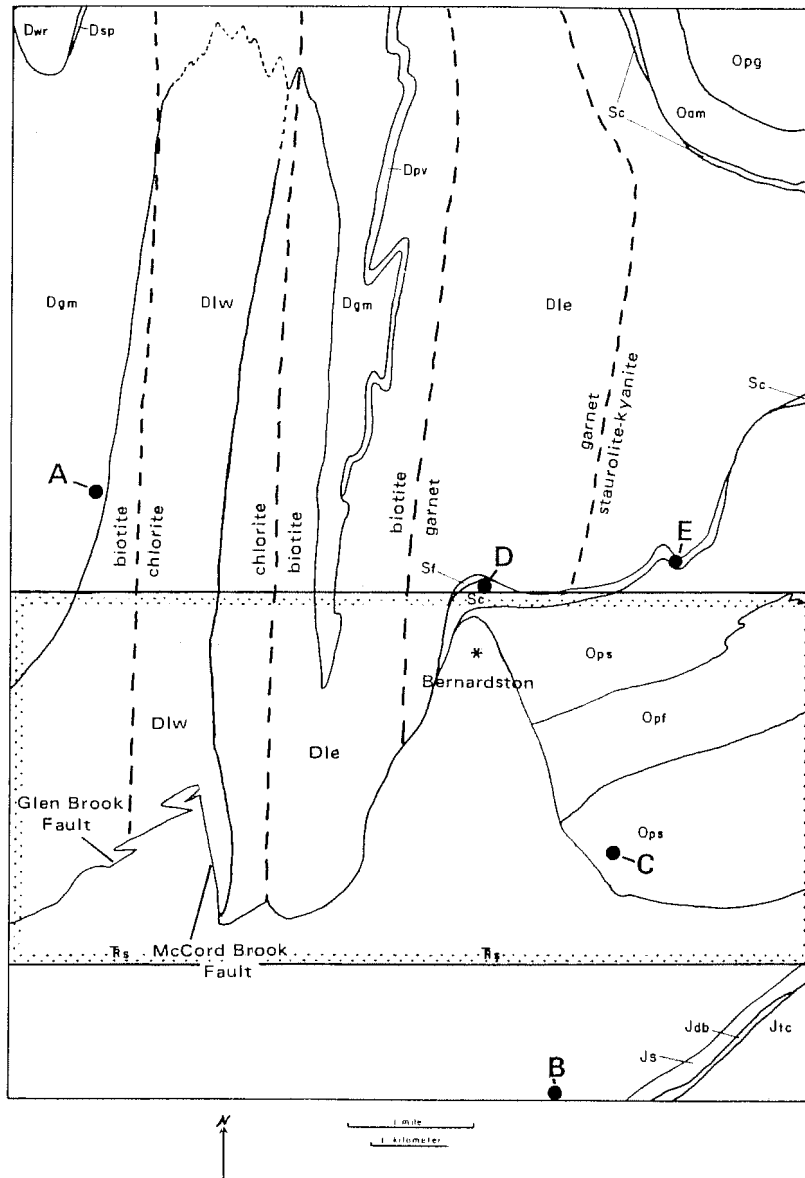 Dwr
Dsp
Opg
Sc
Oam
Dpv
Dgm
Dlw
Dgm
Dle
Sc
A
biotite
chlorite
chlorite
biotite
biotite
garnet
garnet
staurolite-kyanite
E
D
Sf
Sc
Ops
*
Bernardston
Dlw
Dle
Opf
Glen Brook
Fault
Ops
C
McCord Brook
Fault
Ꞧs
Ꞧs
Jdb
Jtc
Js
B
N
1 mile
1 kilometer